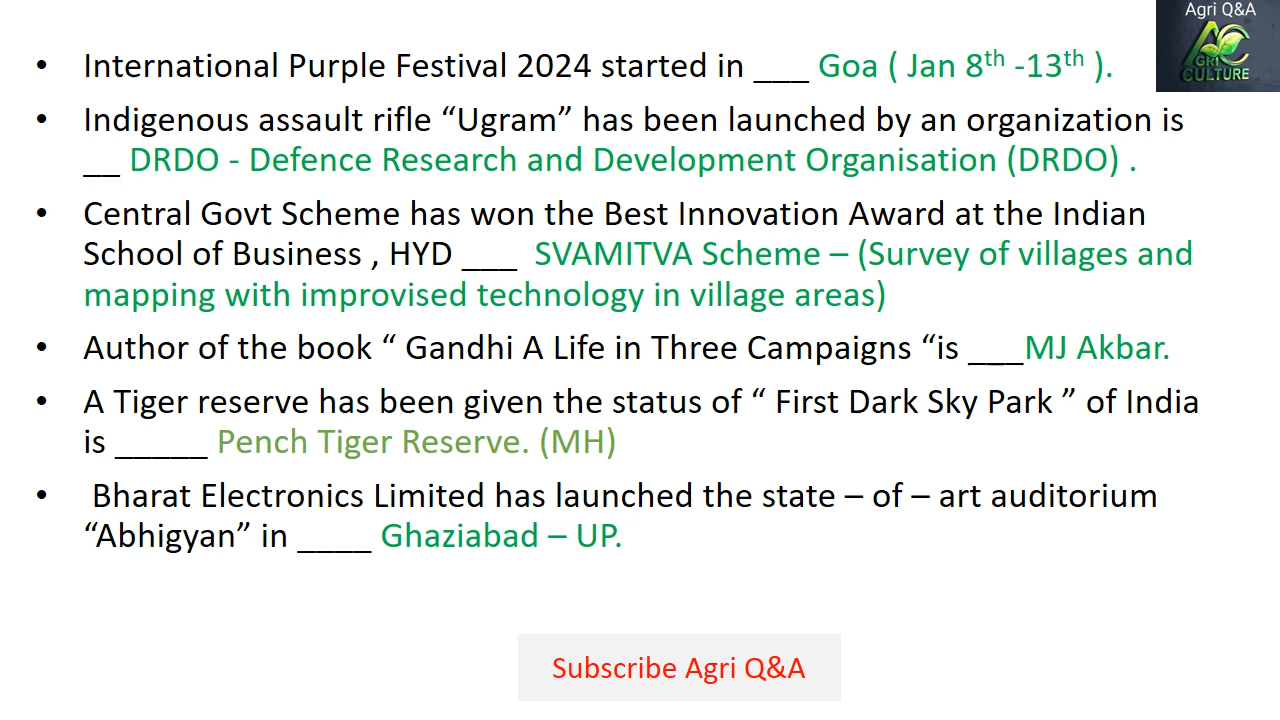 Agri Q&A
AC
GRI
CULTURE
• International Purple Festival 2024 started in ___ Goa ( Jan 8th -13th ).
• Indigenous assault rifle “Ugram” has been launched by an organization is
__ DRDO - Defence Research and Development Organisation (DRDO) .
• Central Govt Scheme has won the Best Innovation Award at the Indian
School of Business , HYD ___ SVAMITVA Scheme – (Survey of villages and
mapping with improvised technology in village areas)
• Author of the book “ Gandhi A Life in Three Campaigns “is ___MJ Akbar.
• A Tiger reserve has been given the status of “ First Dark Sky Park ” of India
is _____ Pench Tiger Reserve. (MH)
• Bharat Electronics Limited has launched the state – of – art auditorium
“Abhigyan” in ____ Ghaziabad – UP.
Subscribe Agri Q&A